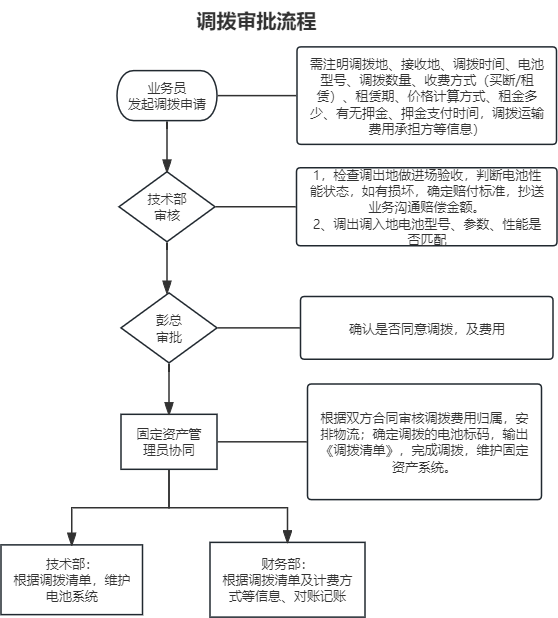 调拨审批流程
业务员
发起调拨申请
需注明调拨地、接收地、调拨时间、电池
型号、调拨数量、收费方式（买断/租
赁）、租赁期、价格计算方式、租金多
少、有无押金、押金支付时间，调拨运输
费用承担方等信息）
技术部
审核
1，检查调出地做进场验收，判断电池性
能状态，如有损坏，确定赔付标准，抄送
业务沟通赔偿金额。
2、调出调入地电池型号、参数、性能是
否匹配
彭总
审批
确认是否同意调拨，及费用
固定资产管
理员协同
根据双方合同审核调拨费用归属，安
排物流；确定调拨的电池标码，输出
《调拨清单》，完成调拨，维护固定
资产系统。
技术部：
根据调拨清单，维护
电池系统
财务部：
根据调拨清单及计费方
式等信息、对账记账